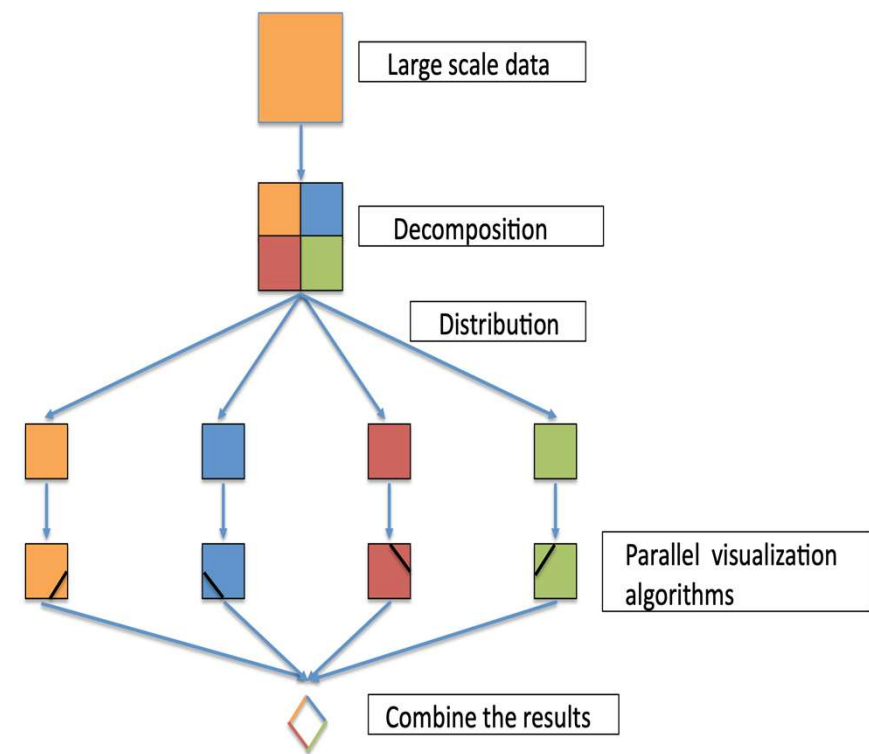 Large scale data
Decomposition
Distribution
Parallel visualization
algorithms
Combine the results